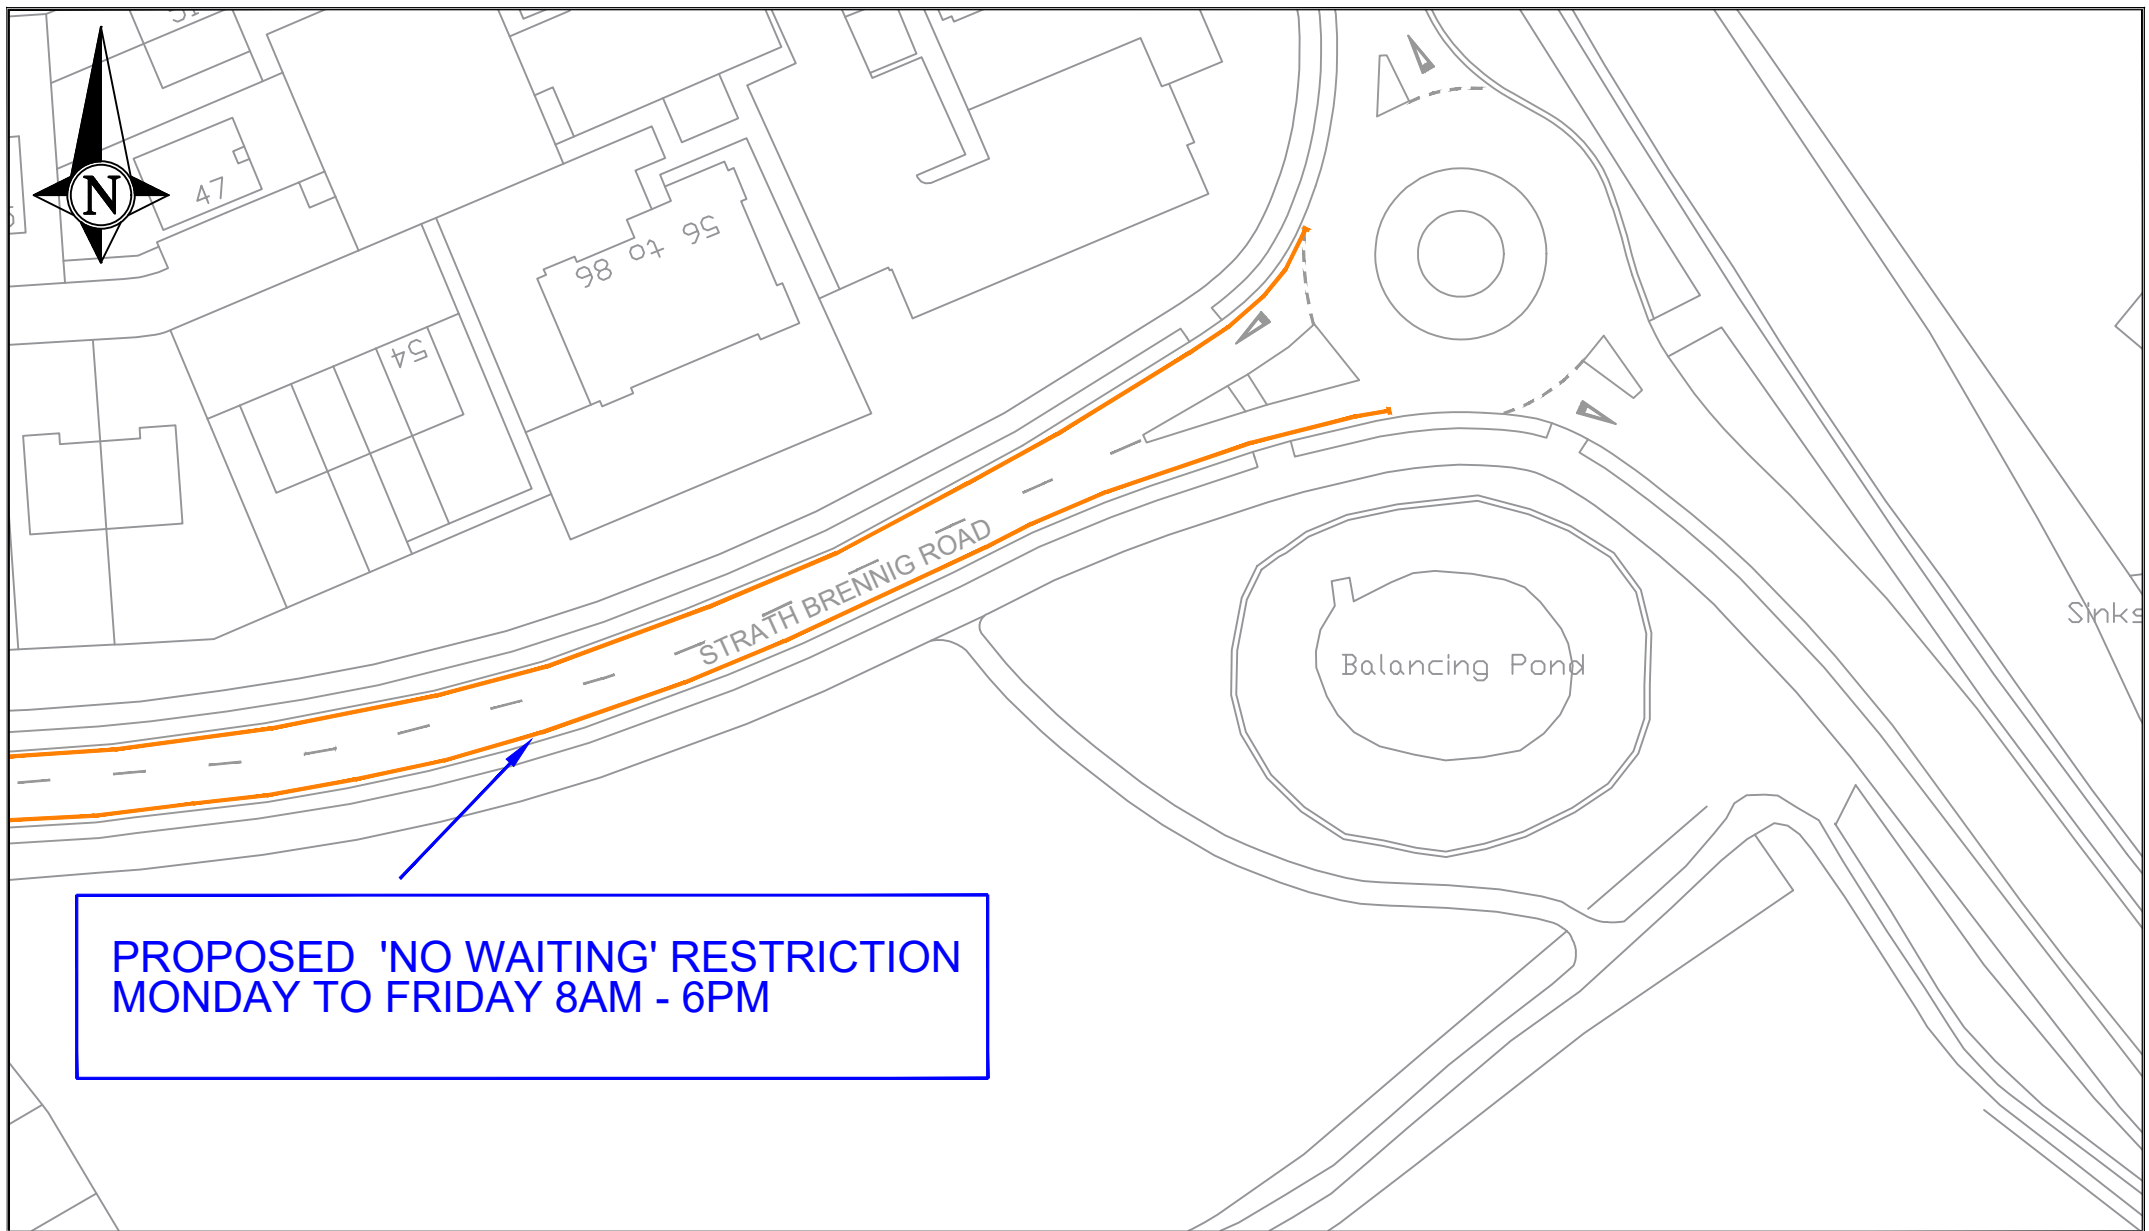 47
N
56 to 86
54
STRATH BRENNIG ROAD
Balancing Pond
Sinks
PROPOSED 'NO WAITING' RESTRICTION
MONDAY TO FRIDAY 8AM - 6PM